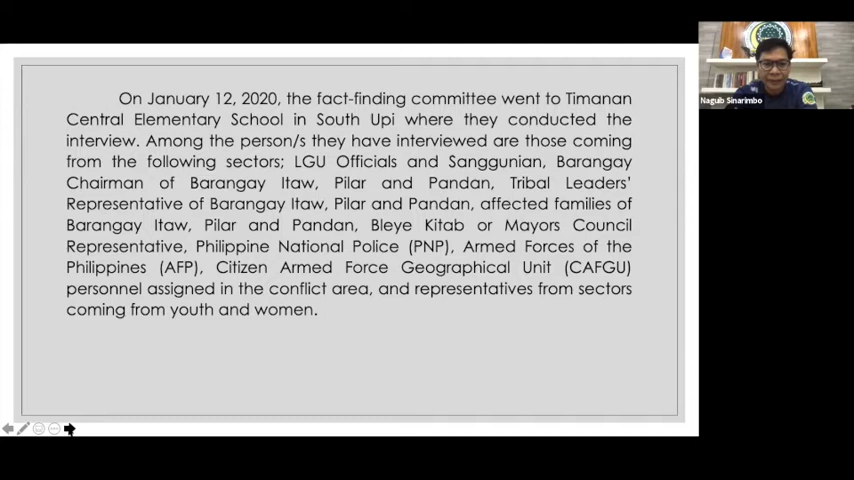 On January 12, 2020, the fact-finding committee went to Timanan
Central Elementary School in South Upi where they conducted the
interview. Among the person/s they have interviewed are those coming
from the following sectors; LGU Officials and Sanggunian, Barangay
Chairman of Barangay Itaw, Pilar and Pandan, Tribal Leaders'
Representative of Barangay Itaw, Pilar and Pandan, affected families of
Barangay Itaw, Pilar and Pandan, Bleye Kitab or Mayors Council
Representative, Philippine National Police (PNP), Armed Forces of the
Philippines (AFP), Citizen Armed Force Geographical Unit (CAFGU)
personnel assigned in the conflict area, and representatives from sectors
coming from youth and women.
Naguib Sinarimbo